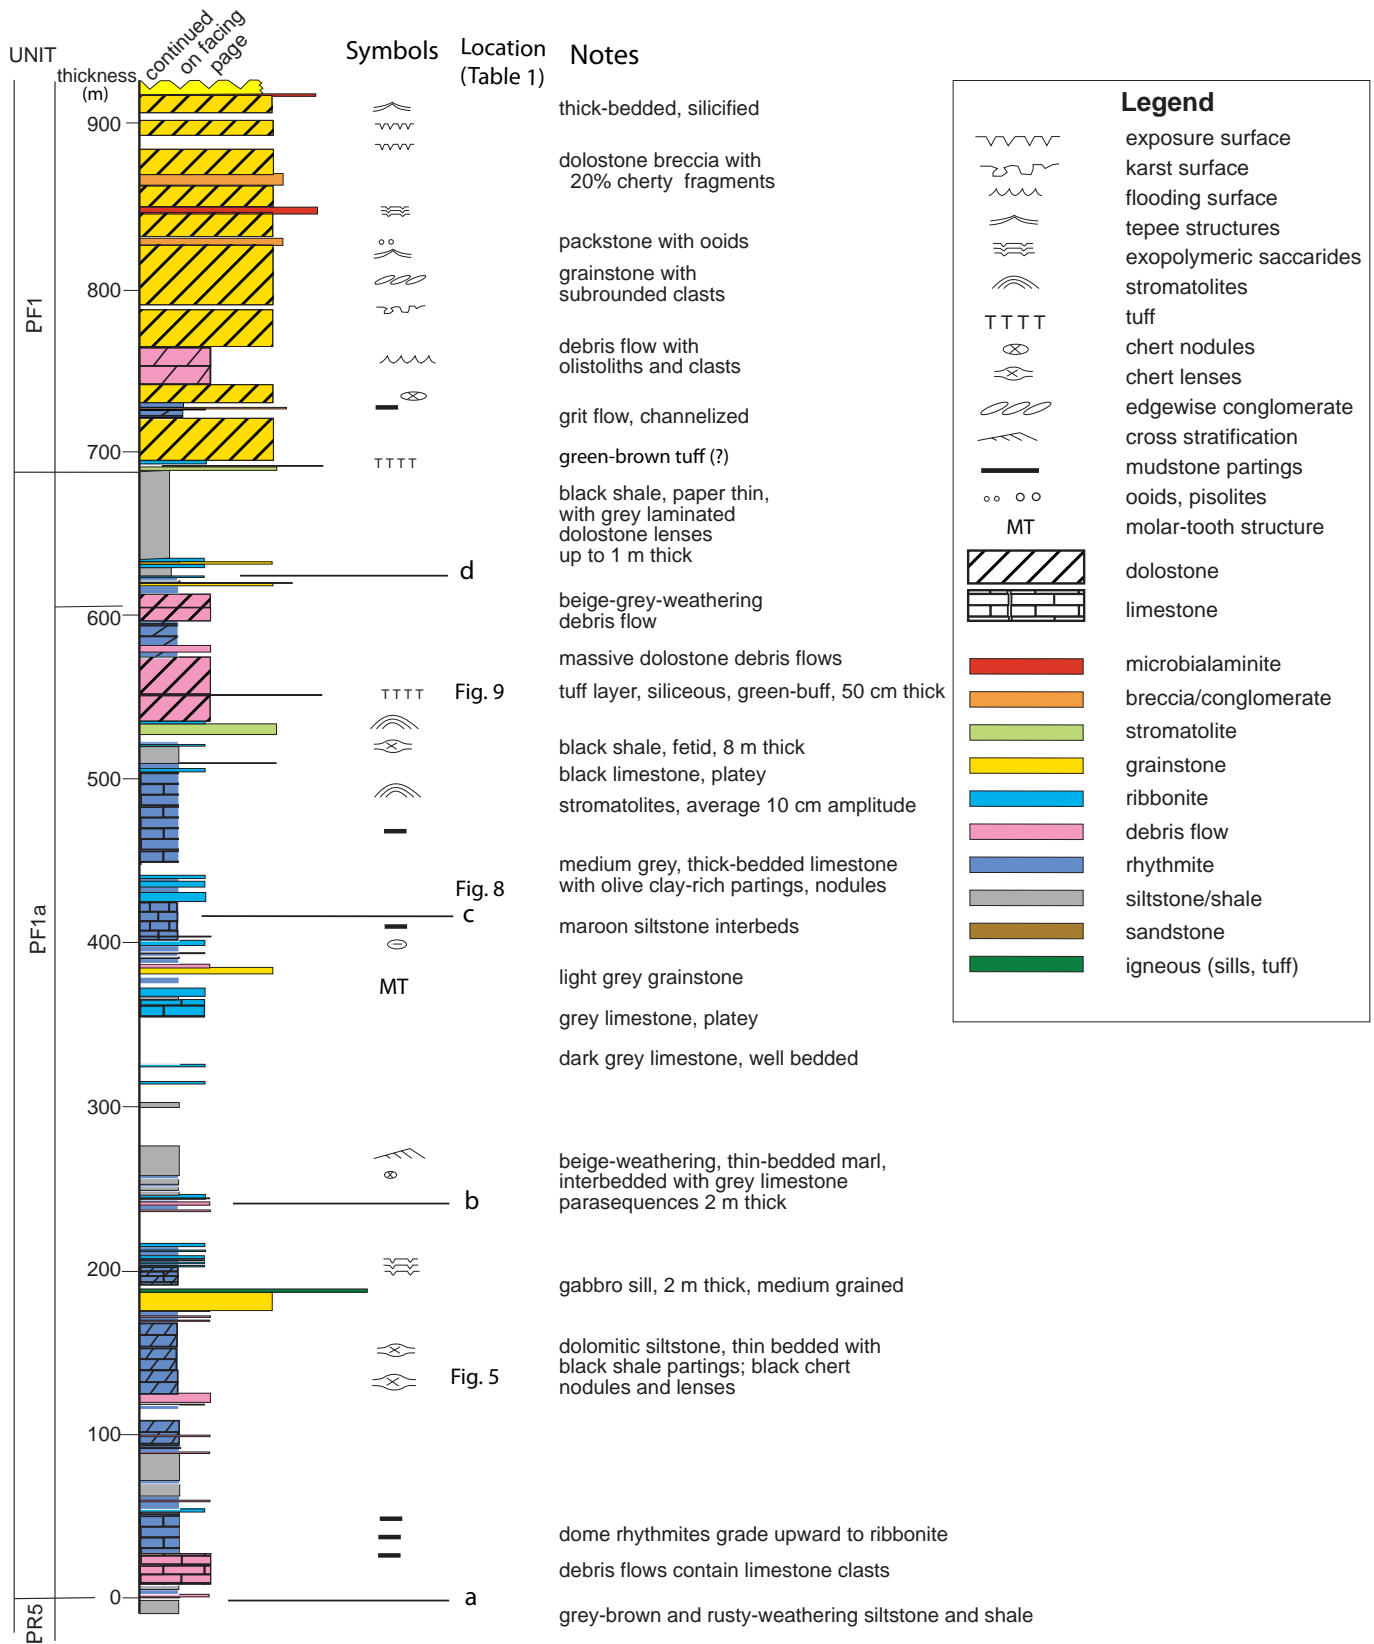 UNIT
continued
on facing
page
thickness
(m)
Symbols
Location
(Table 1)
Notes
PF1
PF1a
PR5
900
800
700
600
500
400
300
200
100
0
T T T T
T T T T
MT
d
Fig. 9
Fig. 8
c
b
Fig. 5
a
thick-bedded, silicified
dolostone breccia with
20% cherty fragments
packstone with ooids
grainstone with
subrounded clasts
debris flow with
olistoliths and clasts
grit flow, channelized
green-brown tuff (?)
black shale, paper thin,
with grey laminated
dolostone lenses
up to 1 m thick
beige-grey-weathering
debris flow
massive dolostone debris flows
tuff layer, siliceous, green-buff, 50 cm thick
black shale, fetid, 8 m thick
black limestone, platey
stromatolites, average 10 cm amplitude
medium grey, thick-bedded limestone
with olive clay-rich partings, nodules
maroon siltstone interbeds
light grey grainstone
grey limestone, platey
dark grey limestone, well bedded
beige-weathering, thin-bedded marl,
interbedded with grey limestone
parasequences 2 m thick
gabbro sill, 2 m thick, medium grained
dolomitic siltstone, thin bedded with
black shale partings; black chert
nodules and lenses
dome rhythmites grade upward to ribbonite
debris flows contain limestone clasts
grey-brown and rusty-weathering siltstone and shale
Legend
exposure surface
karst surface
flooding surface
tepee structures
exopolymeric saccarides
stromatolites
T T T T tuff
chert nodules
chert lenses
edgewise conglomerate
cross stratification
mudstone partings
ooids, pisolites
MT molar-tooth structure
dolostone
limestone
microbialaminite
breccia/conglomerate
stromatolite
grainstone
ribbonite
debris flow
rhythmite
siltstone/shale
sandstone
igneous (sills, tuff)